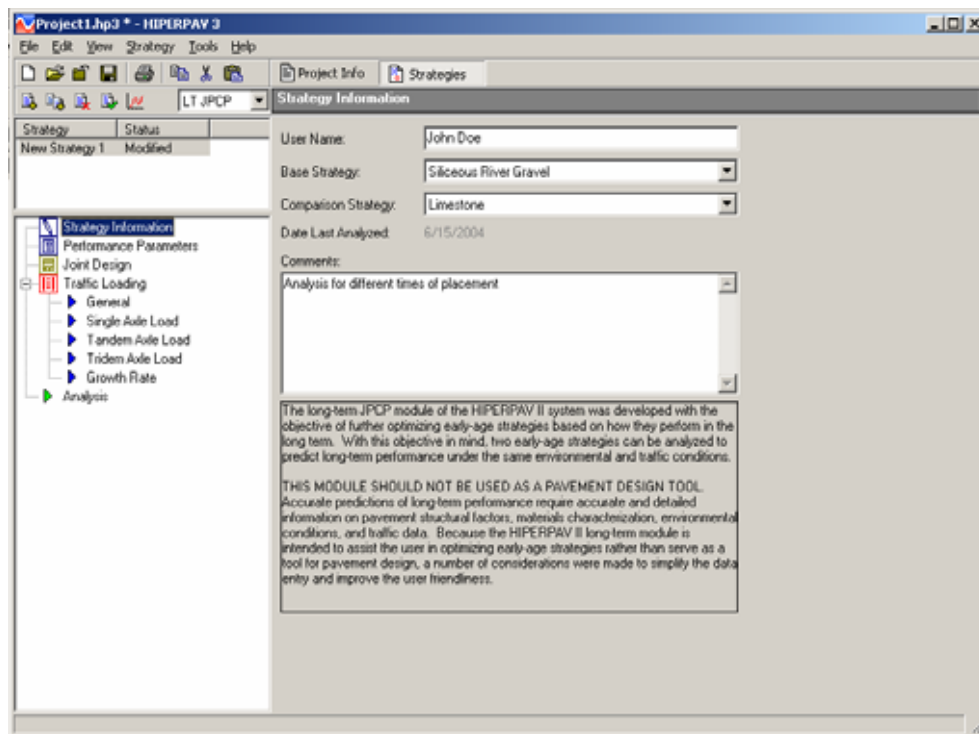 Project1.hp3 * - HIPERPAV 3
File Edit View Strategy Tools Help
Project Info Strategies
LT JPCP
Strategy Information
Strategy Status
New Strategy 1 Modified
User Name: John Doe
Base Strategy: Siliceous River Gravel
Comparison Strategy: Limestone
Date Last Analyzed: 6/15/2004
Comments:
Analysis for different times of placement
Strategy Information
Performance Parameters
Joint Design
Traffic Loading
General
Single Axle Load
Tandem Axle Load
Tridem Axle Load
Growth Rate
Analysis
The long-term JPCP module of the HIPERPAV II system was developed with the
objective of further optimizing early-age strategies based on how they perform in the
long term. With this objective in mind, two early-age strategies can be analyzed to
predict long-term performance under the same environmental and traffic conditions.
THIS MODULE SHOULD NOT BE USED AS A PAVEMENT DESIGN TOOL.
Accurate predictions of long-term performance require accurate and detailed
information on pavement structural factors, materials characterization, environmental
conditions, and traffic data. Because the HIPERPAV II long-term module is
intended to assist the user in optimizing early-age strategies rather than serve as a
tool for pavement design, a number of considerations were made to simplify the data
entry and improve the user friendliness.